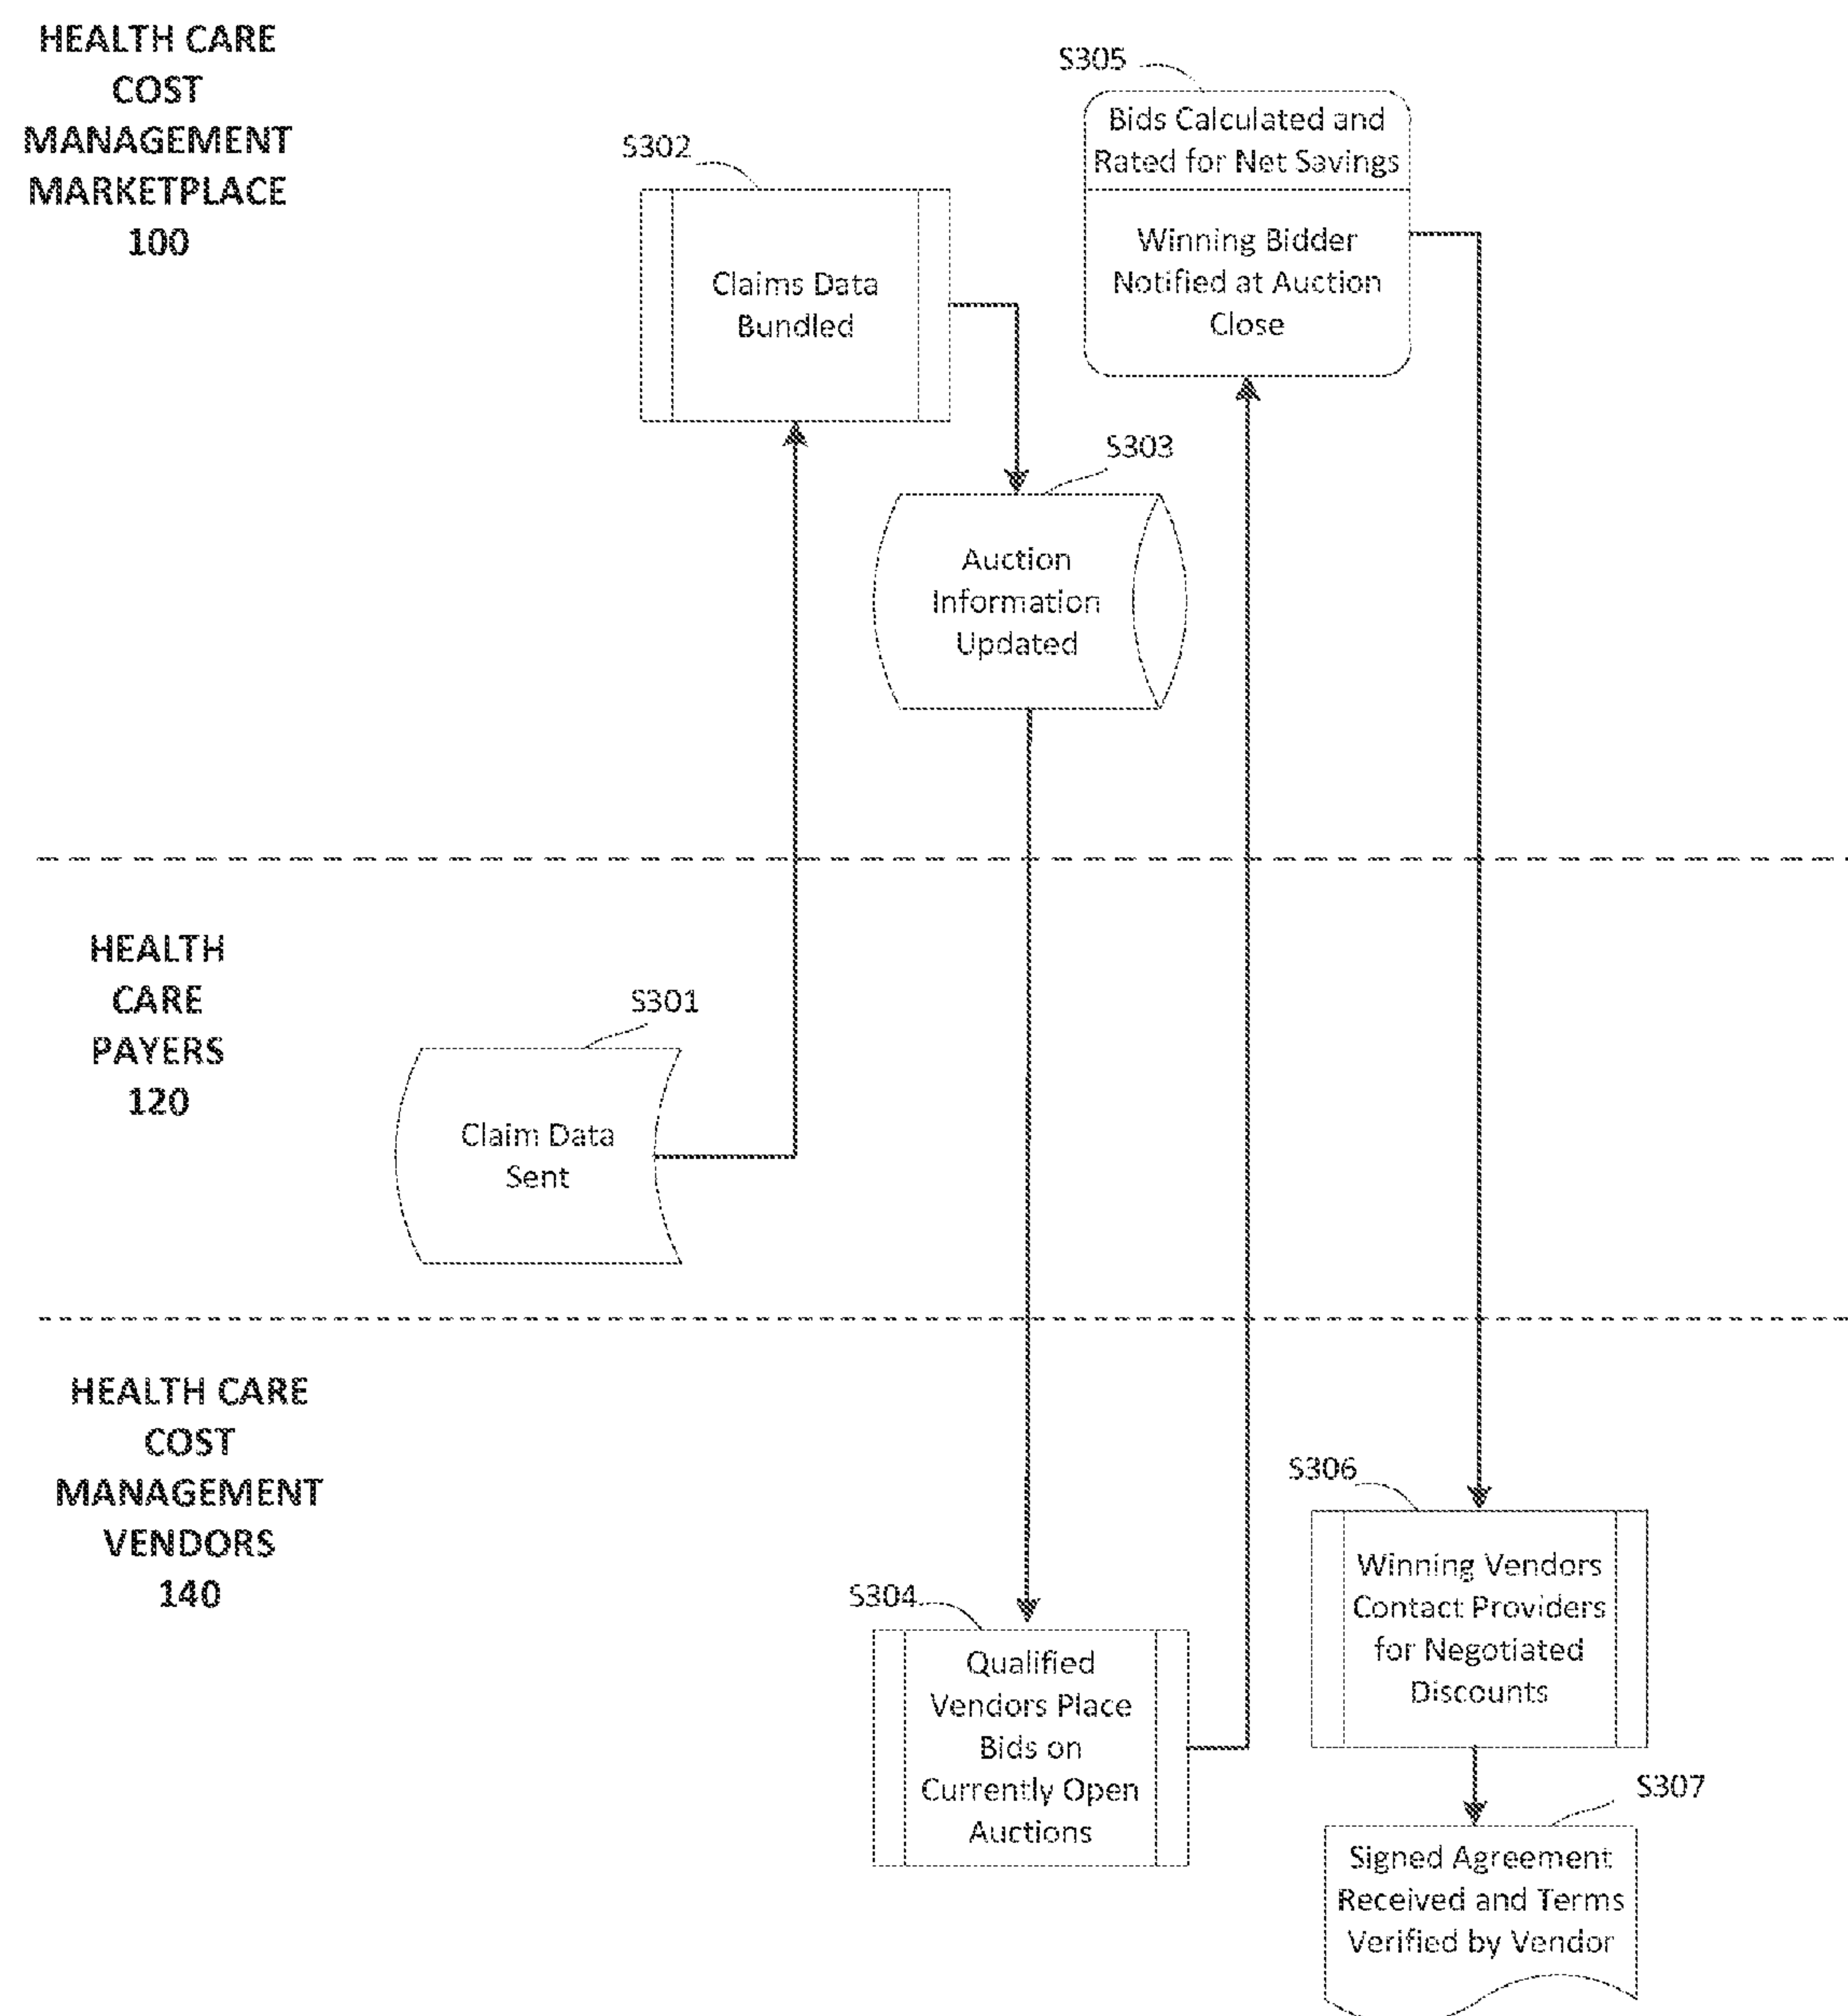 HEALTH CARE
COST
MANAGEMENT
MARKETPLACE
100
S302
Claims Data
Bundled
S305
Bids Calculated and
Rated for Net Savings
Winning Bidder
Notified at Auction
Close
S303
Auction
Information
Updated
HEALTH
CARE
PAYERS
120
S301
Claim Data
Sent
HEALTH CARE
COST
MANAGEMENT
VENDORS
140
S304
Qualified
Vendors Place
Bids on
Currently Open
Auctions
S306
Winning Vendors
Contact Providers
for Negotiated
Discounts
S307
Signed Agreement
Received and Terms
Verified by Vendor